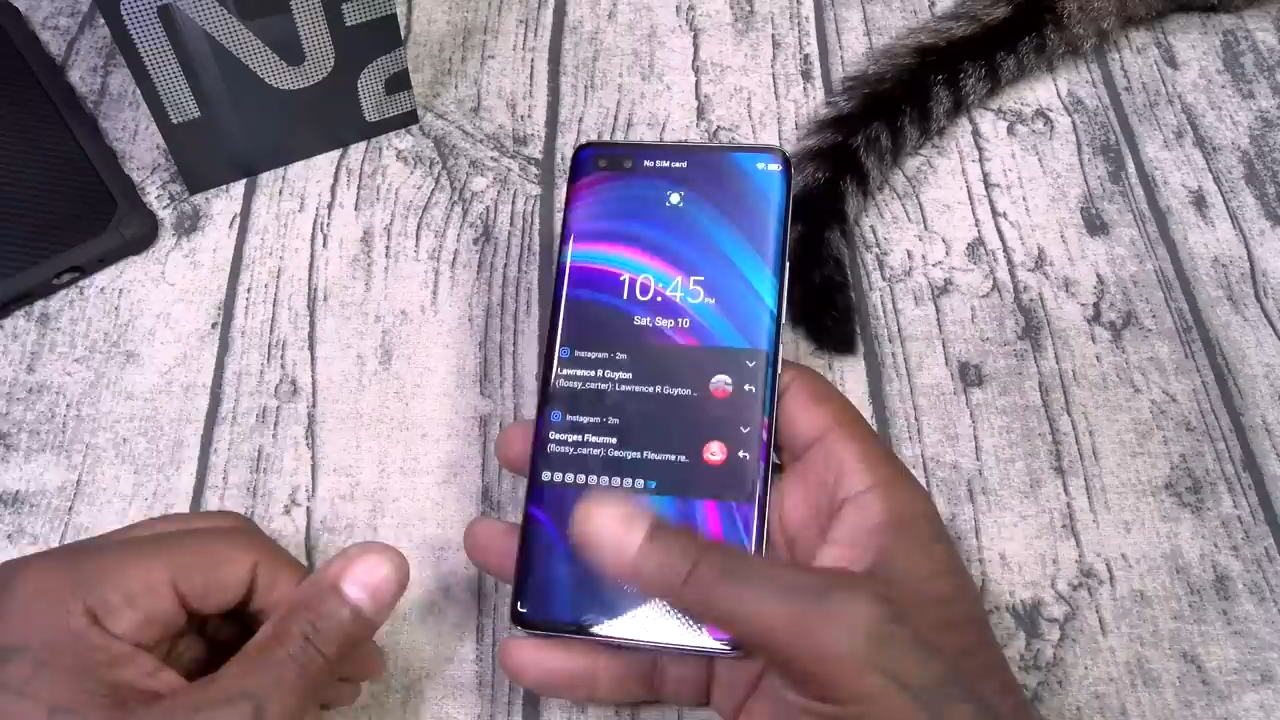 No SIM card
10:45 PM
Sat, Sep 10
Instagram • 2m
Lawrence R Guyton
(flossy_carter): Lawrence R Guyton ..
Instagram • 2m
Georges Fleurme
(flossy_carter): Georges Fleurme re..